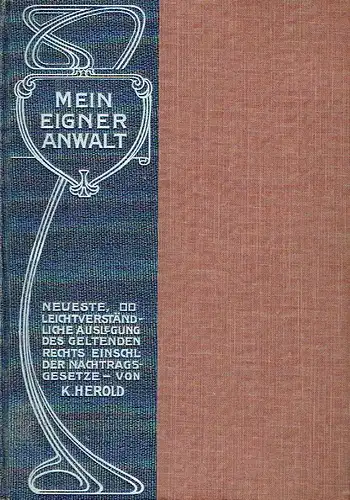 MEIN
EIGNER
ANWALT
NEUESTE,
LEICHTVERSTÄND-
LICHE AUSLEGUNG
DES GELTENDEN
RECHTS EINSCHL
DER NACHTRAGS-
GESETZE – VON
K. HEROLD